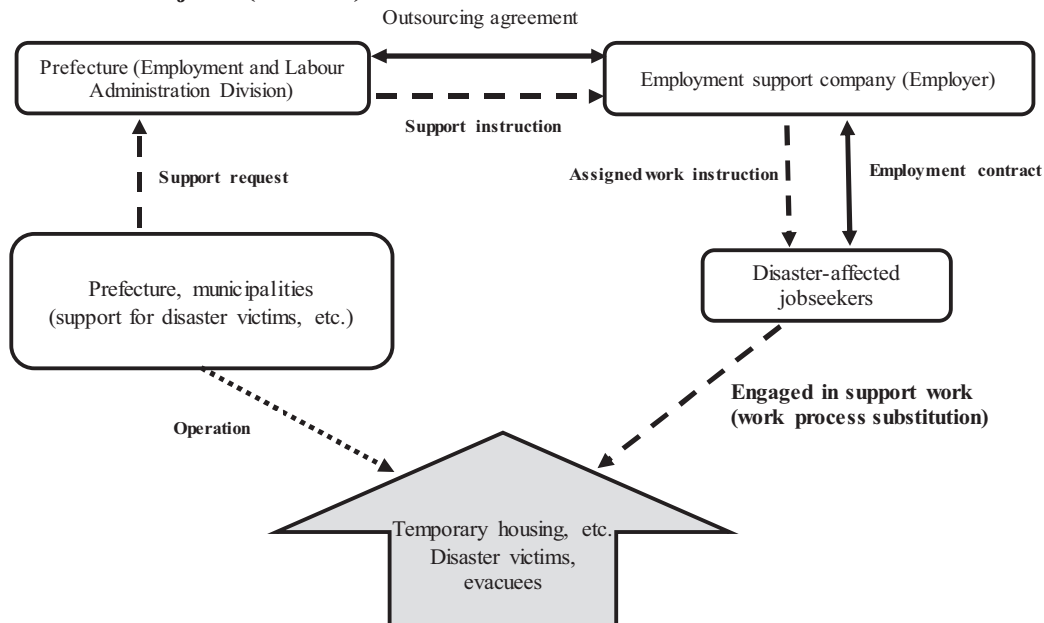 Outsourcing agreement
Prefecture (Employment and Labour
Administration Division)
Employment support company (Employer)
Support instruction
Support request
Assigned work instruction
Employment contract
Prefecture, municipalities
(support for disaster victims, etc.)
Disaster-affected
jobseekers
Engaged in support work
(work process substitution)
Operation
Temporary housing, etc.
Disaster victims,
evacuees